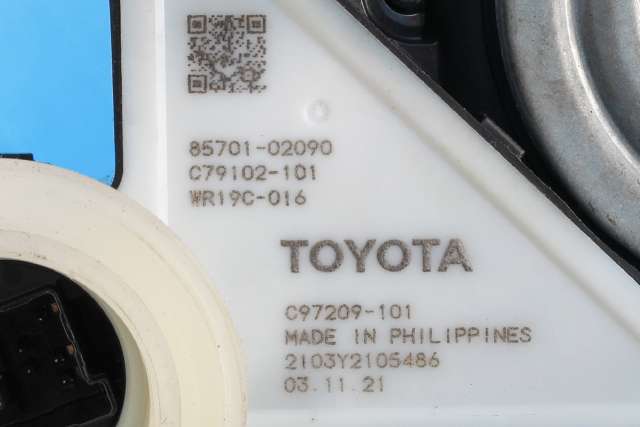 85701-02090
C79102-101
WR19C-016
TOYOTA
C97209-101
MADE IN PHILIPPINES
2103Y2105486
03.11.21